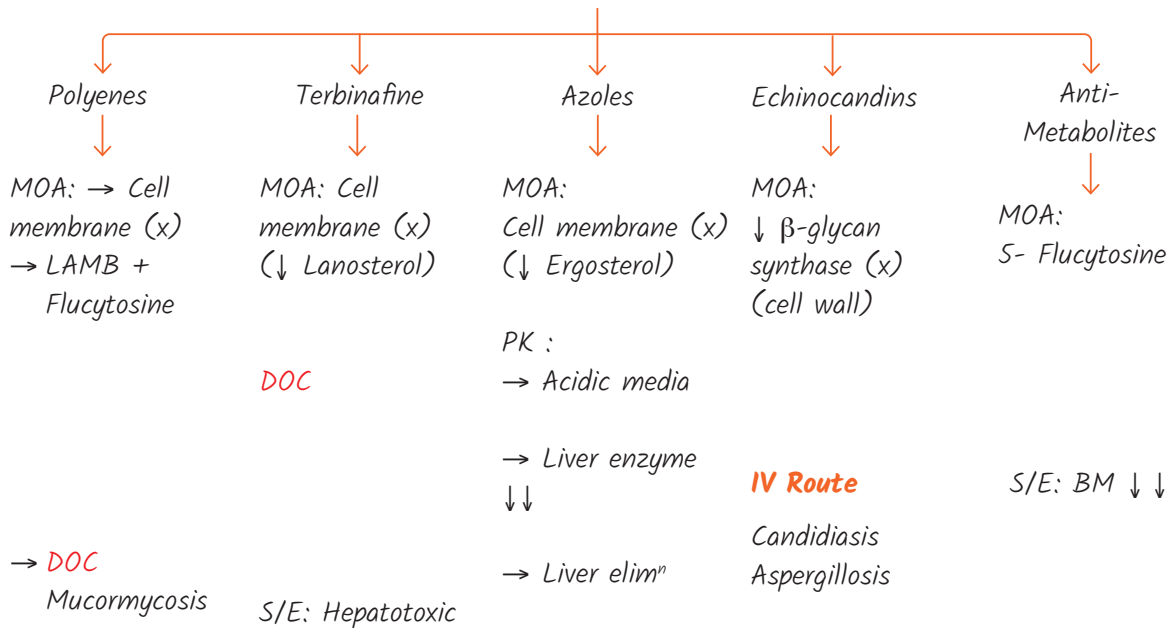 Polyenes
Terbinafine
Azoles
Echinocandins
Anti-
Metabolites
MOA: → Cell
membrane (x)
→ LAMB +
Flucytosine
→ DOC
Mucormycosis
MOA: Cell
membrane (x)
(↓ Lanosterol)
DOC
S/E: Hepatotoxic
MOA:
Cell membrane (x)
(↓ Ergosterol)
PK :
→ Acidic media
→ Liver enzyme
↓↓
→ Liver elimⁿ
MOA:
↓ β-glycan
synthase (x)
(cell wall)
IV Route
Candidiasis
Aspergillosis
MOA:
5- Flucytosine
S/E: BM ↓ ↓